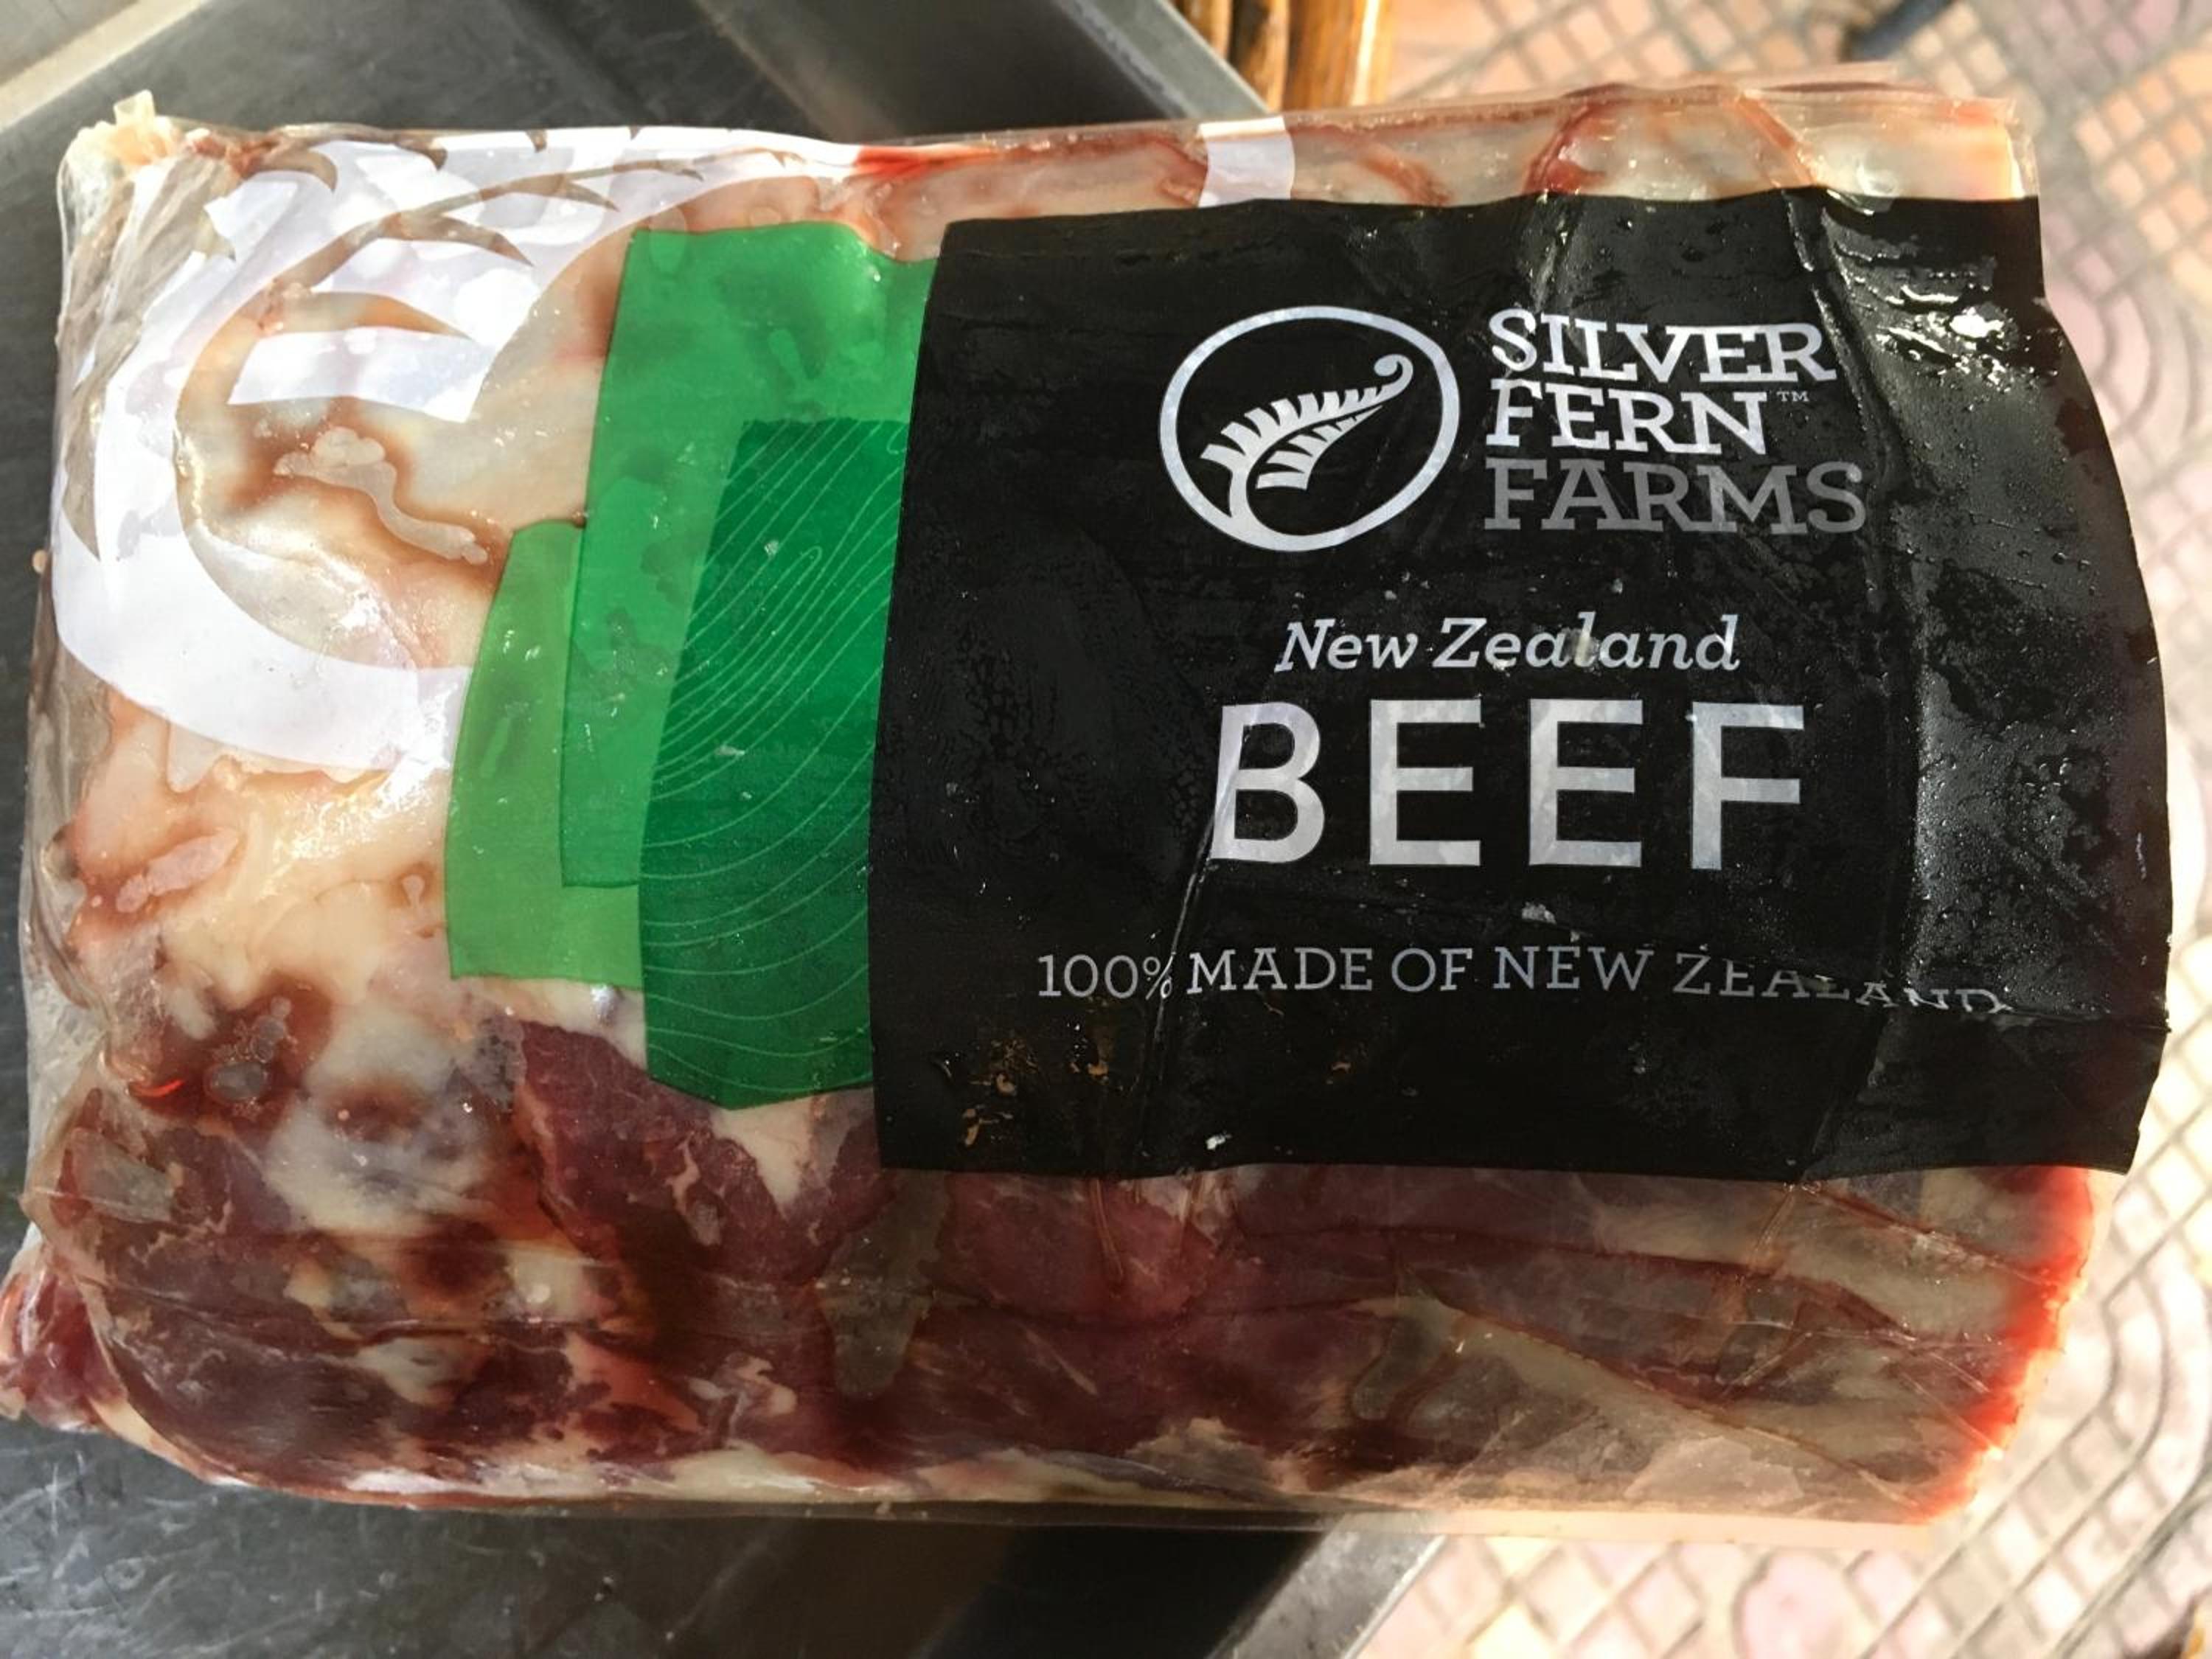 SILVER
FERN™
FARMS
New Zealand
BEEF
100% MADE OF NEW ZEALAND